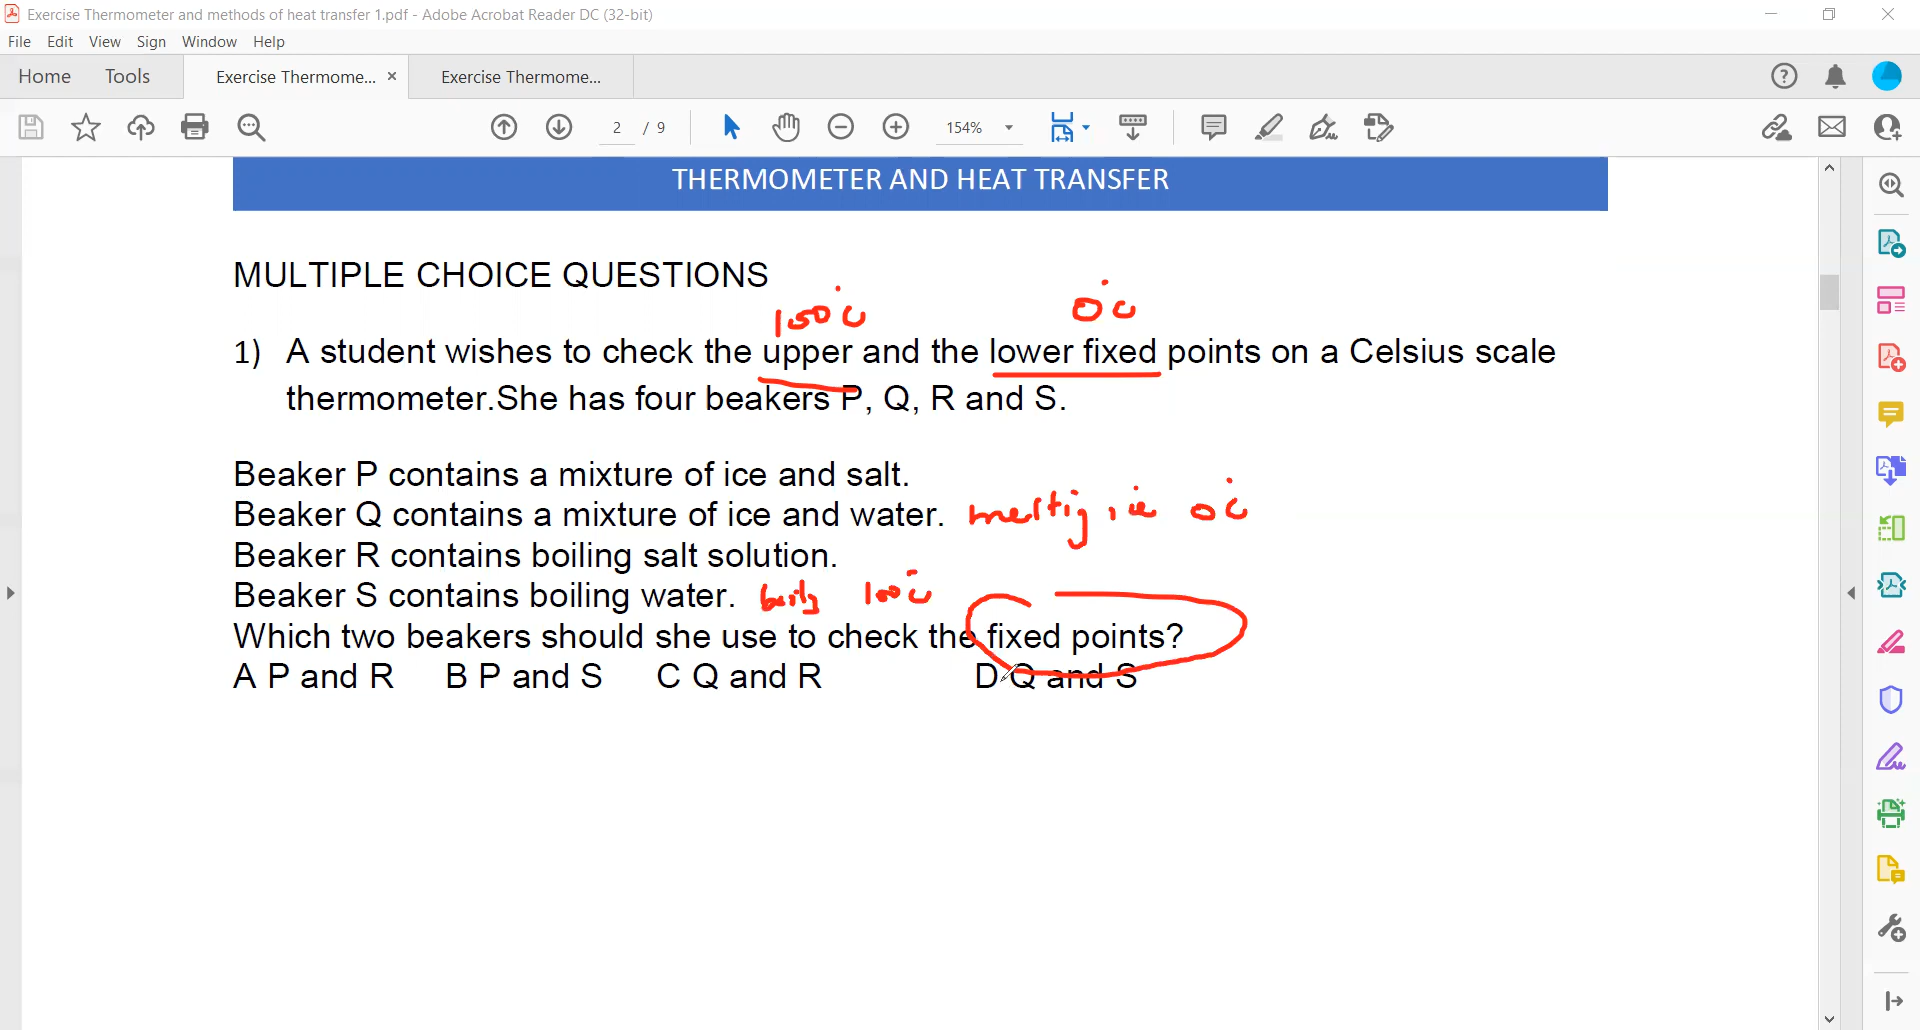 Exercise Thermometer and methods of heat transfer 1.pdf - Adobe Acrobat Reader DC (32-bit)
File Edit View Sign Window Help
Home Tools Exercise Thermome... × Exercise Thermome...
2 / 9 154%
THERMOMETER AND HEAT TRANSFER
MULTIPLE CHOICE QUESTIONS
100°C 0°C
1) A student wishes to check the upper and the lower fixed points on a Celsius scale
thermometer.She has four beakers P, Q, R and S.
Beaker P contains a mixture of ice and salt.
Beaker Q contains a mixture of ice and water. melting ice 0°C
Beaker R contains boiling salt solution.
Beaker S contains boiling water. 100°C
Which two beakers should she use to check the fixed points?
A P and R B P and S C Q and R D Q and S